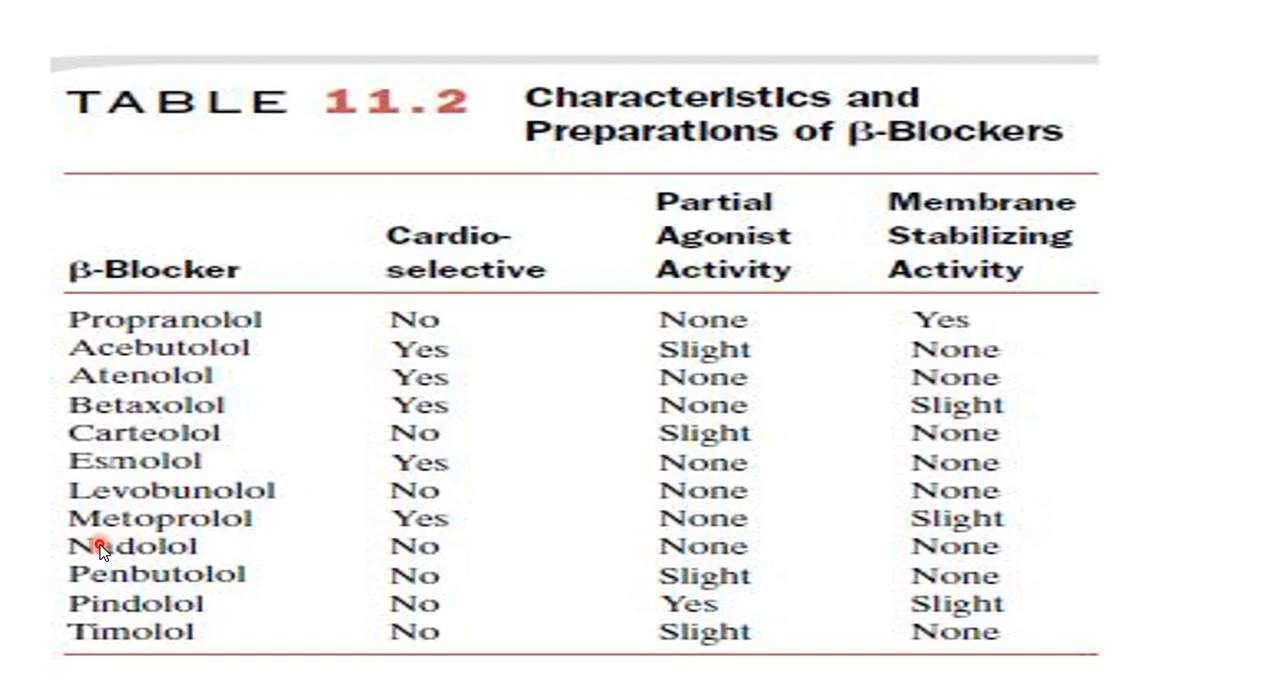 TABLE 11.2 Characteristics and
Preparations of β-Blockers
Partial Membrane
Cardio- Agonist Stabilizing
β-Blocker selective Activity Activity
Propranolol No None Yes
Acebutolol Yes Slight None
Atenolol Yes None None
Betaxolol Yes None Slight
Carteolol No Slight None
Esmolol Yes None None
Levobunolol No None None
Metoprolol Yes None Slight
Nadolol No None None
Penbutolol No Slight None
Pindolol No Yes Slight
Timolol No Slight None